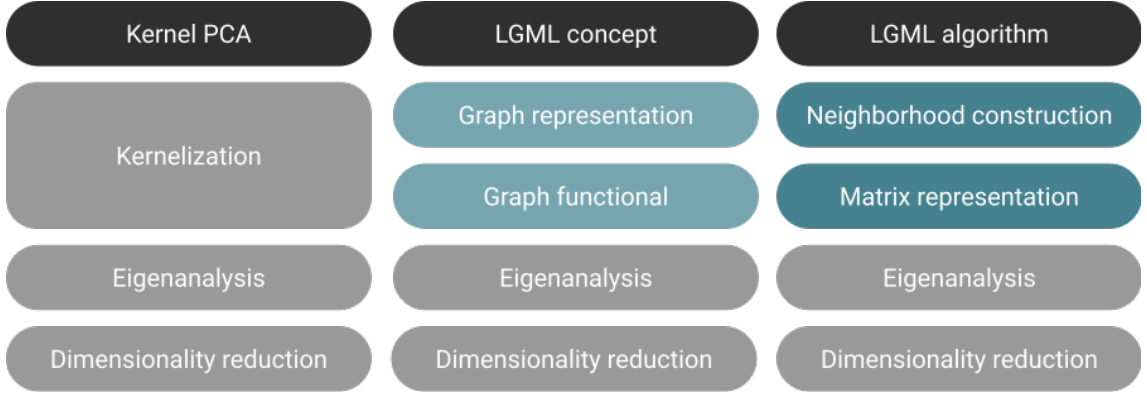 Kernel PCA
LGML concept
LGML algorithm
Kernelization
Graph representation
Neighborhood construction
Graph functional
Matrix representation
Eigenanalysis
Eigenanalysis
Eigenanalysis
Dimensionality reduction
Dimensionality reduction
Dimensionality reduction